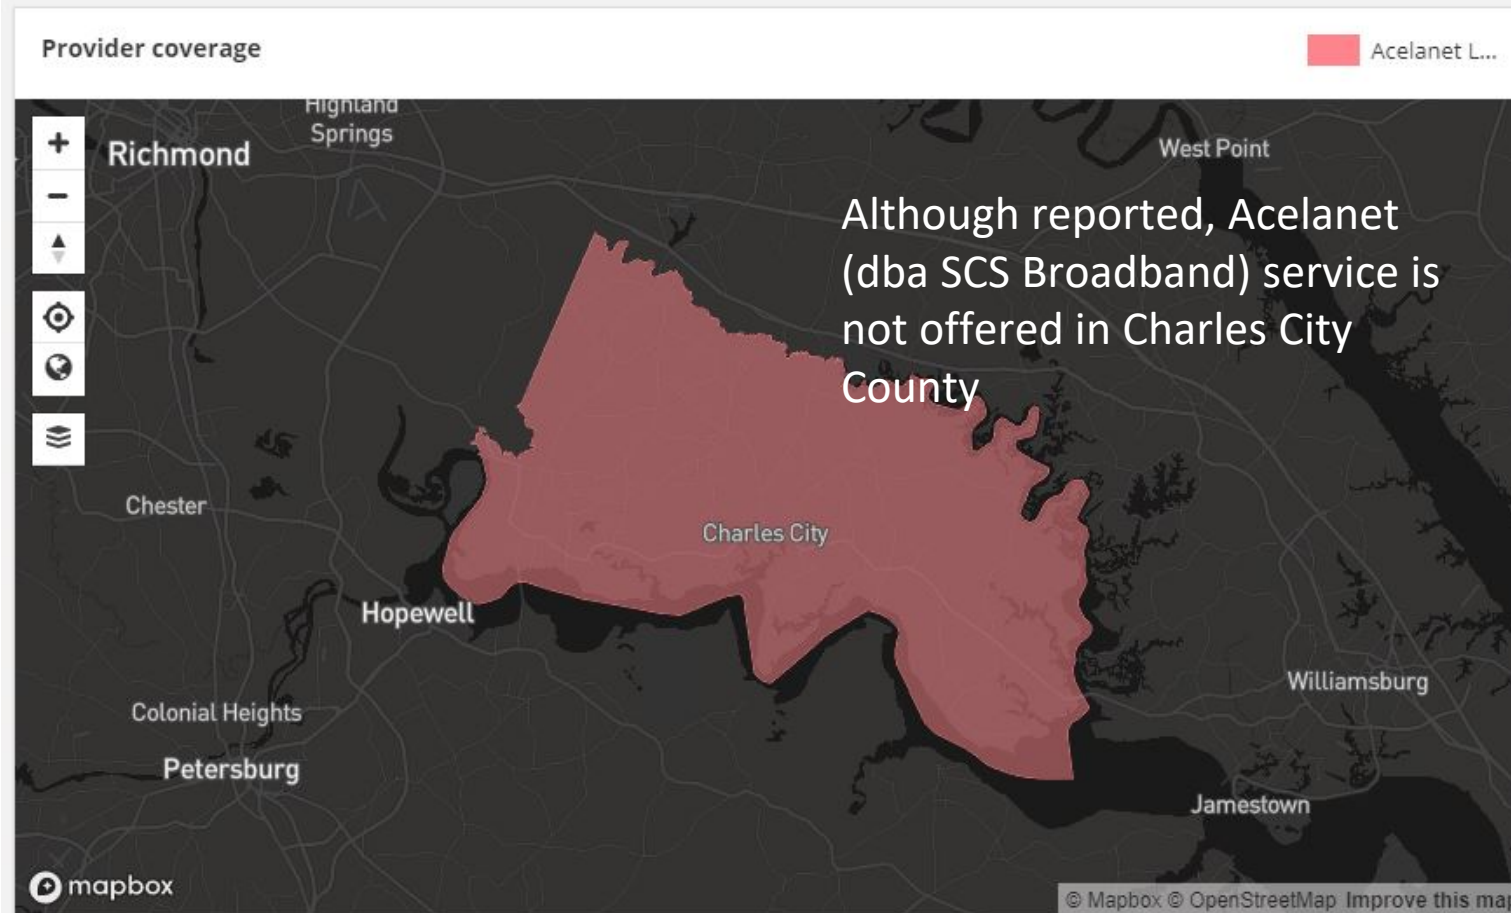 Provider coverage
Acelanet L...
Highland
Springs
Richmond
West Point
Although reported, Acelanet
(dba SCS Broadband) service is
not offered in Charles City
County
Chester
Charles City
Hopewell
Williamsburg
Colonial Heights
Petersburg
Jamestown
mapbox
© Mapbox © OpenStreetMap Improve this map